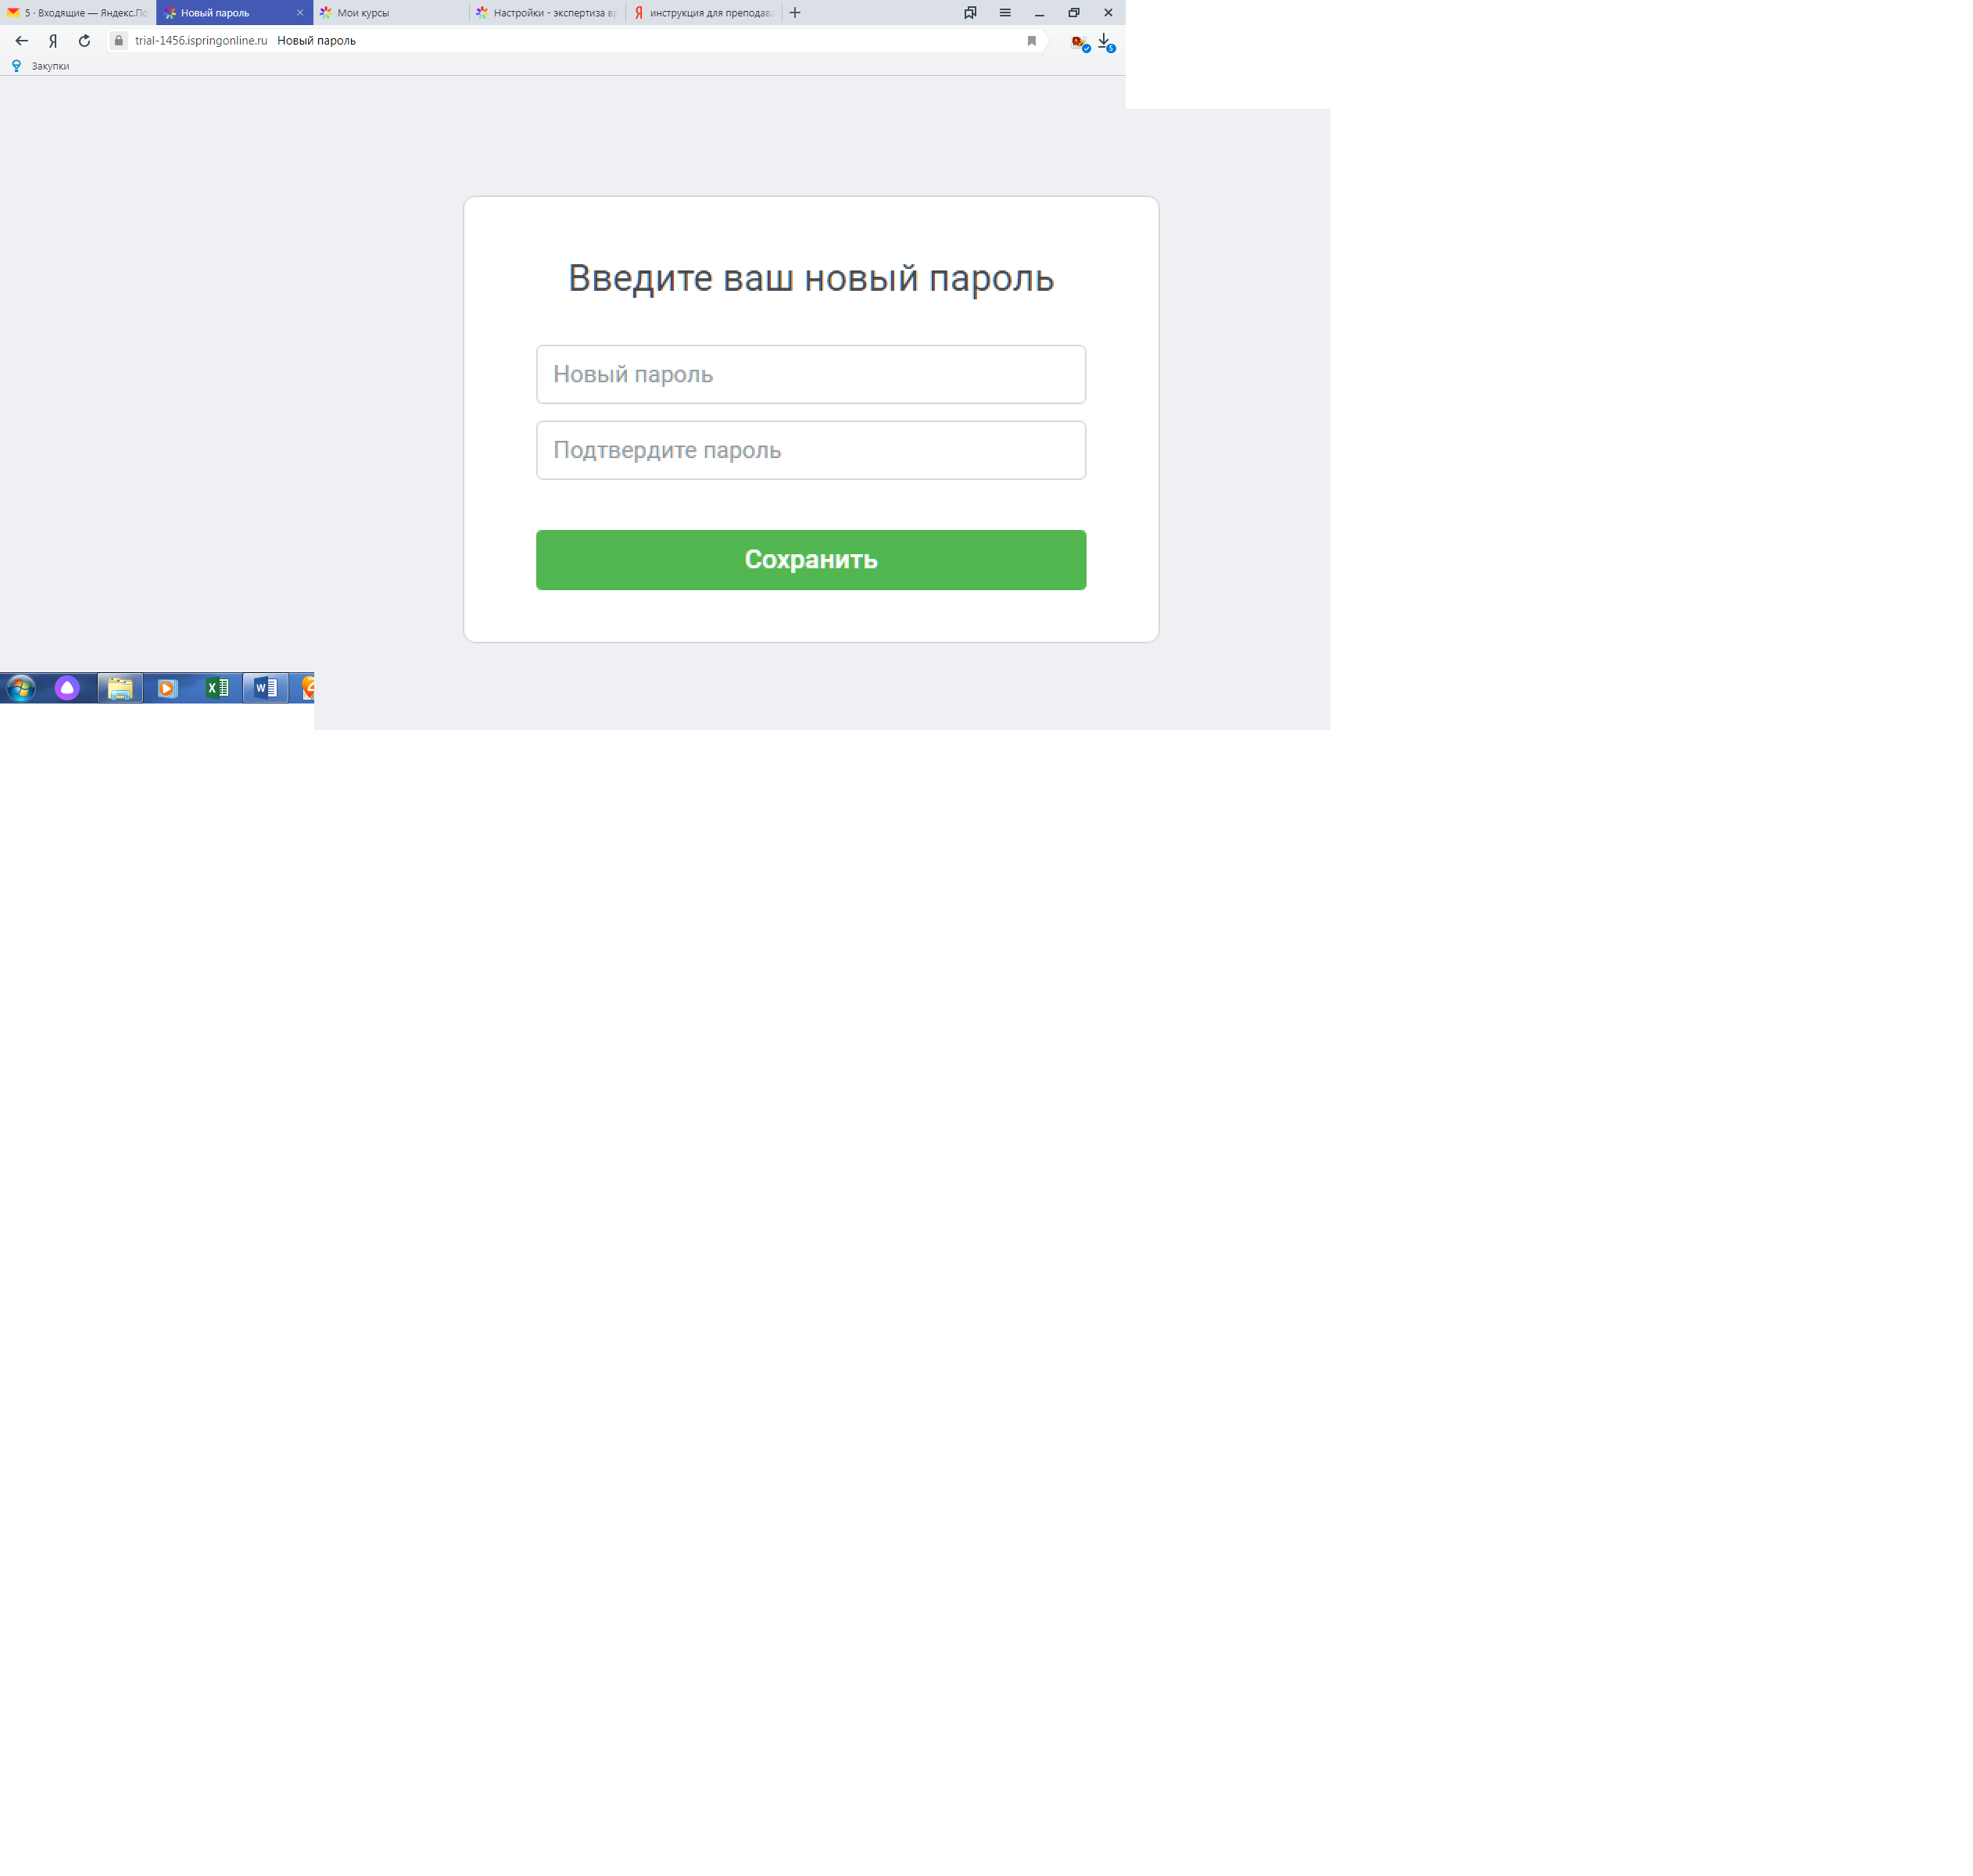 5 · Входящие — Яндекс.По
Новый пароль
Мои курсы
Настройки - экспертиза вр
инструкция для преподава
Я
trial-1456.ispringonline.ru Новый пароль
5
Закупки
Введите ваш новый пароль
Новый пароль
Подтвердите пароль
Сохранить